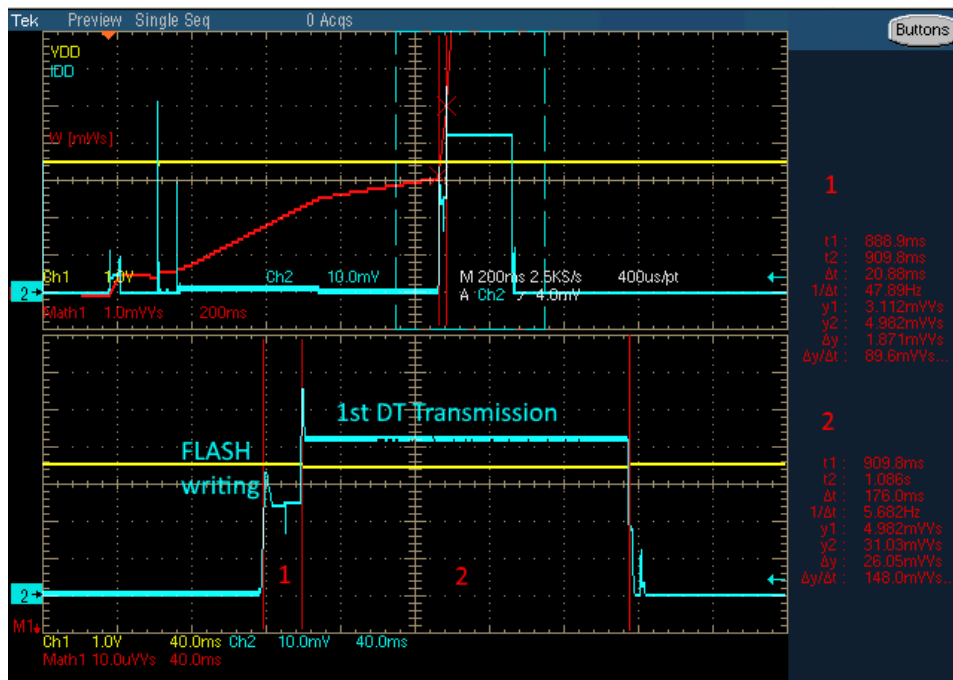 Tek Preview Single Seq 0 Acqs
Buttons
VDD
IDD
W [mWs]
Ch1 1.0V Ch2 10.0mV M 200ms 2.5KS/s 400us/pt
A Ch2 4.0mV
2
Math1 1.0mVVs 200ms
1
t1 : 888.9ms
t2 : 909.8ms
Δt : 20.88ms
1/Δt : 47.89Hz
y1 : 3.112mVVs
y2 : 4.982mVVs
Δy : 1.871mVVs
Δy/Δt : 89.6mVVs...
1st DT Transmission
FLASH
writing
1
2
2
M1
Ch1 1.0V 40.0ms Ch2 10.0mV 40.0ms
Math1 10.0uVVs 40.0ms
2
t1 : 909.8ms
t2 : 1.086s
Δt : 176.0ms
1/Δt : 5.682Hz
y1 : 4.982mVVs
y2 : 31.03mVVs
Δy : 26.05mVVs
Δy/Δt : 148.0mVVs...